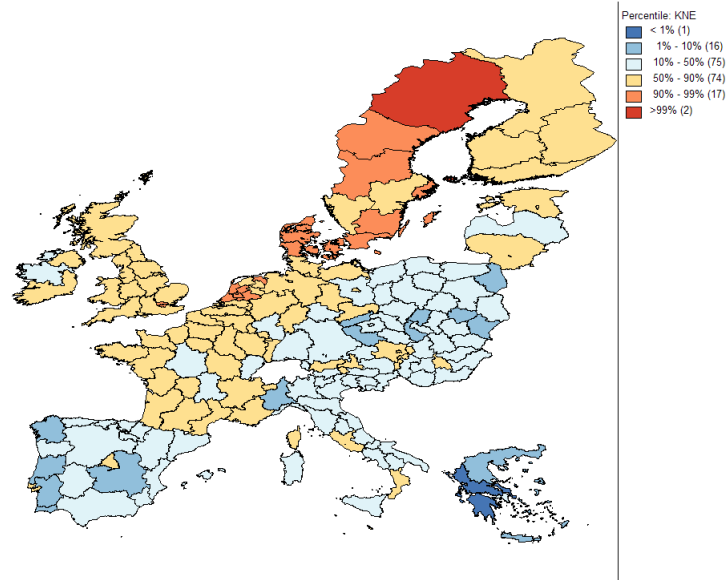 Percentile: KNE
< 1% (1)
1% - 10% (16)
10% - 50% (75)
50% - 90% (74)
90% - 99% (17)
>99% (2)